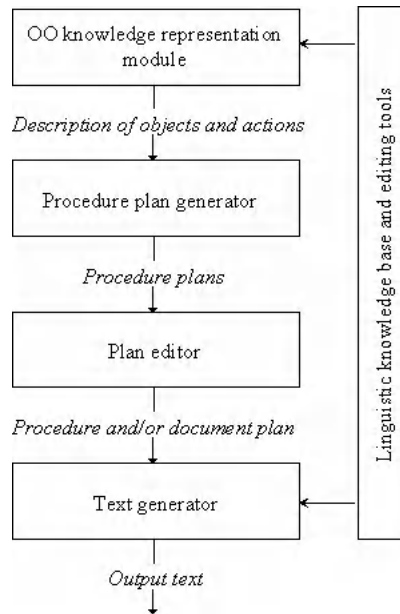 OO knowledge representation
module
Description of objects and actions
Procedure plan generator
Procedure plans
Plan editor
Procedure and/or document plan
Text generator
Output text
Linguistic knowledge base and editing tools